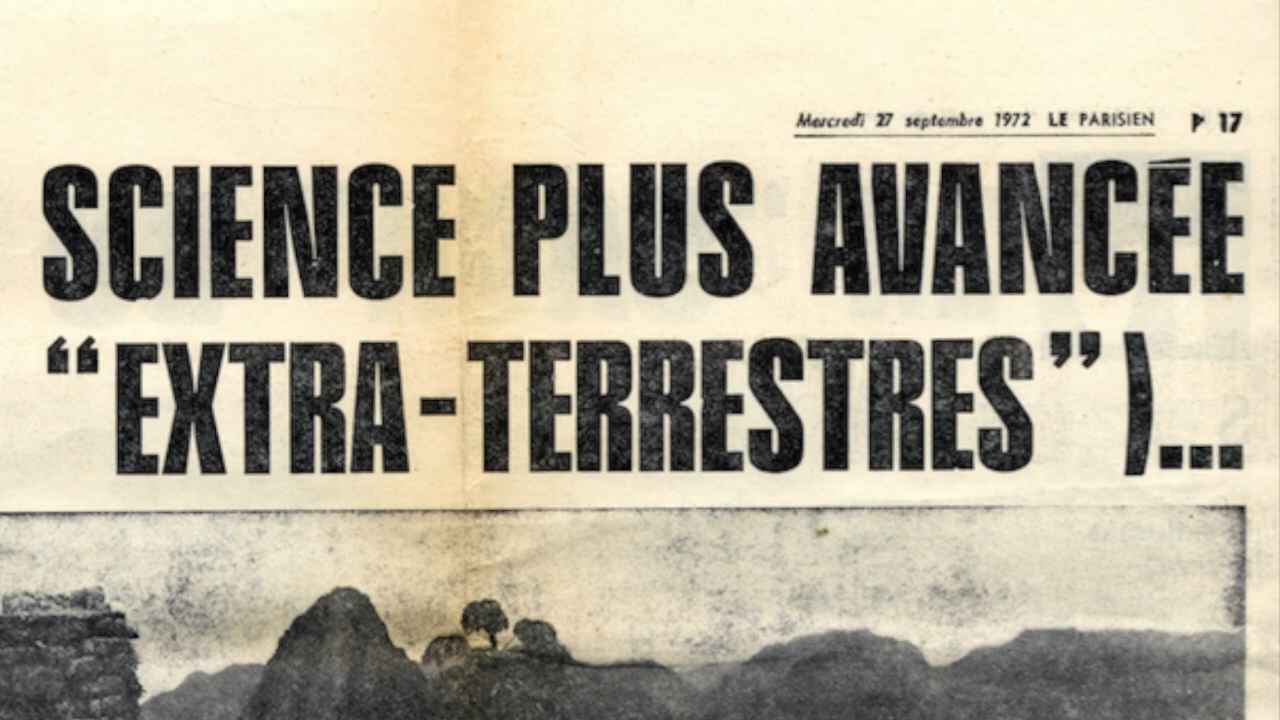 Mercredi 27 septembre 1972 LE PARISIEN P 17
SCIENCE PLUS AVANCÉE
“EXTRA-TERRESTRES”)...